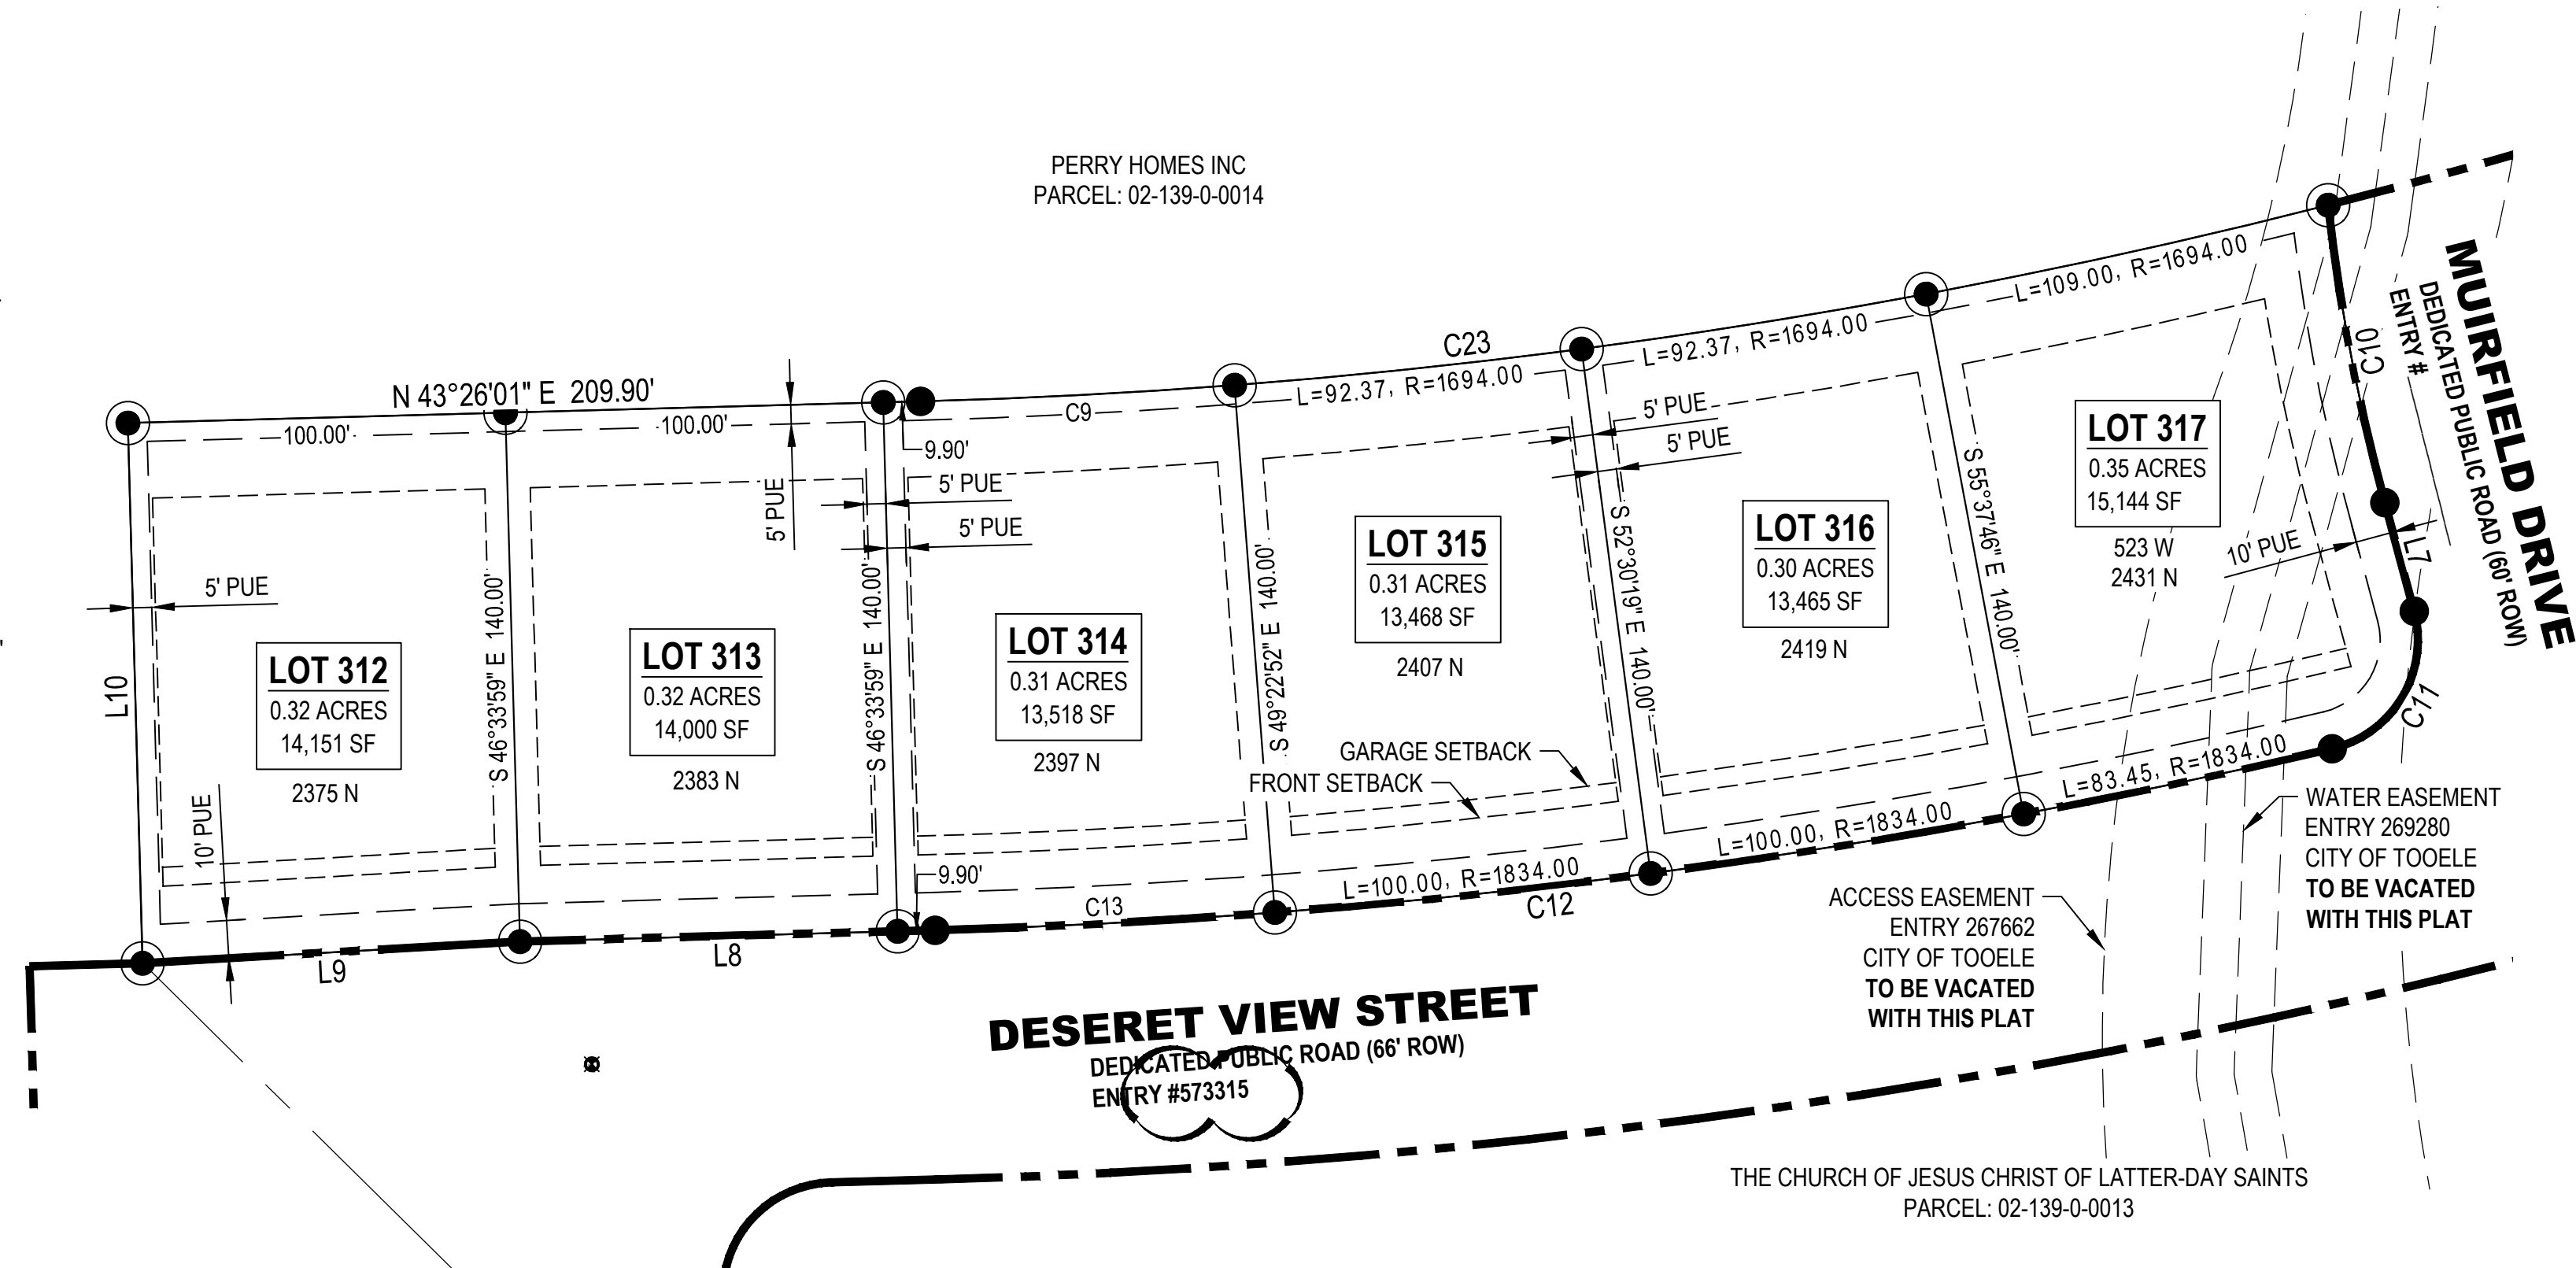 PERRY HOMES INC
PARCEL: 02-139-0-0014
N 43°26'01" E  209.90'
100.00'
100.00'
C9
C23
L=92.37, R=1694.00
L=92.37, R=1694.00
L=109.00, R=1694.00
9.90'
5' PUE
5' PUE
5' PUE
5' PUE
5' PUE
5' PUE
10' PUE
10' PUE
L10
S 46°33'59" E  140.00'
S 46°33'59" E  140.00'
S 49°22'52" E  140.00'
S 52°30'19" E  140.00'
S 55°37'46" E  140.00'
LOT 312
0.32 ACRES
14,151 SF
2375 N
LOT 313
0.32 ACRES
14,000 SF
2383 N
LOT 314
0.31 ACRES
13,518 SF
2397 N
LOT 315
0.31 ACRES
13,468 SF
2407 N
LOT 316
0.30 ACRES
13,465 SF
2419 N
LOT 317
0.35 ACRES
15,144 SF
523 W
2431 N
MUIRFIELD DRIVE
DEDICATED PUBLIC ROAD (60' ROW)
ENTRY #
C10
L7
C11
GARAGE SETBACK
FRONT SETBACK
9.90'
L9
L8
C13
L=100.00, R=1834.00
C12
L=100.00, R=1834.00
L=83.45, R=1834.00
WATER EASEMENT
ENTRY 269280
CITY OF TOOELE
TO BE VACATED
WITH THIS PLAT
ACCESS EASEMENT
ENTRY 267662
CITY OF TOOELE
TO BE VACATED
WITH THIS PLAT
DESERET VIEW STREET
DEDICATED PUBLIC ROAD (66' ROW)
ENTRY #573315
THE CHURCH OF JESUS CHRIST OF LATTER-DAY SAINTS
PARCEL: 02-139-0-0013